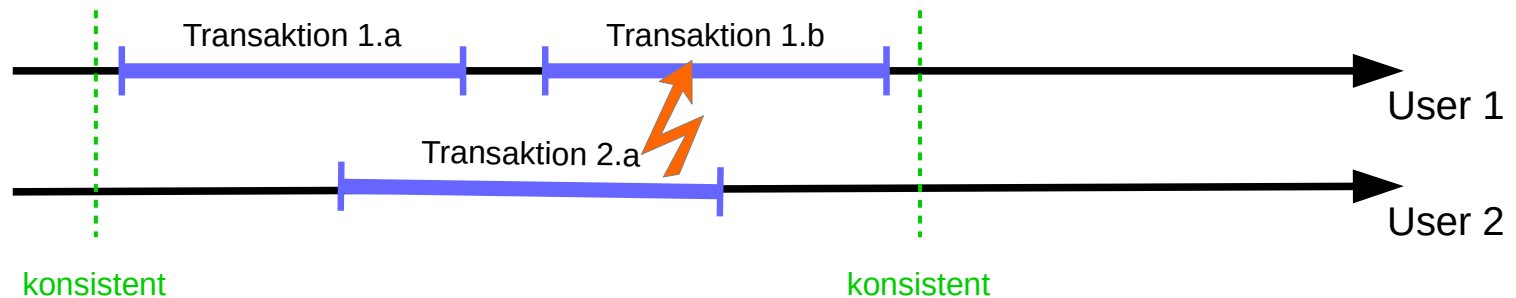 Transaktion 1.a
Transaktion 1.b
User 1
Transaktion 2.a
User 2
konsistent
konsistent